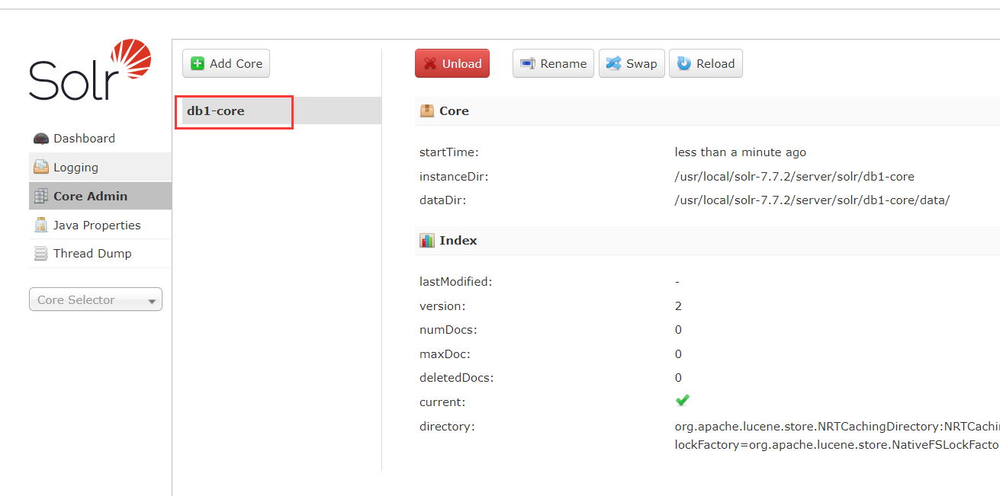 Solr
Dashboard
Logging
Core Admin
Java Properties
Thread Dump
Core Selector
Add Core
db1-core
Unload Rename Swap Reload
Core
startTime: less than a minute ago
instanceDir: /usr/local/solr-7.7.2/server/solr/db1-core
dataDir: /usr/local/solr-7.7.2/server/solr/db1-core/data/
Index
lastModified: -
version: 2
numDocs: 0
maxDoc: 0
deletedDocs: 0
current:
directory: org.apache.lucene.store.NRTCachingDirectory:NRTCachin
lockFactory=org.apache.lucene.store.NativeFSLockFacto